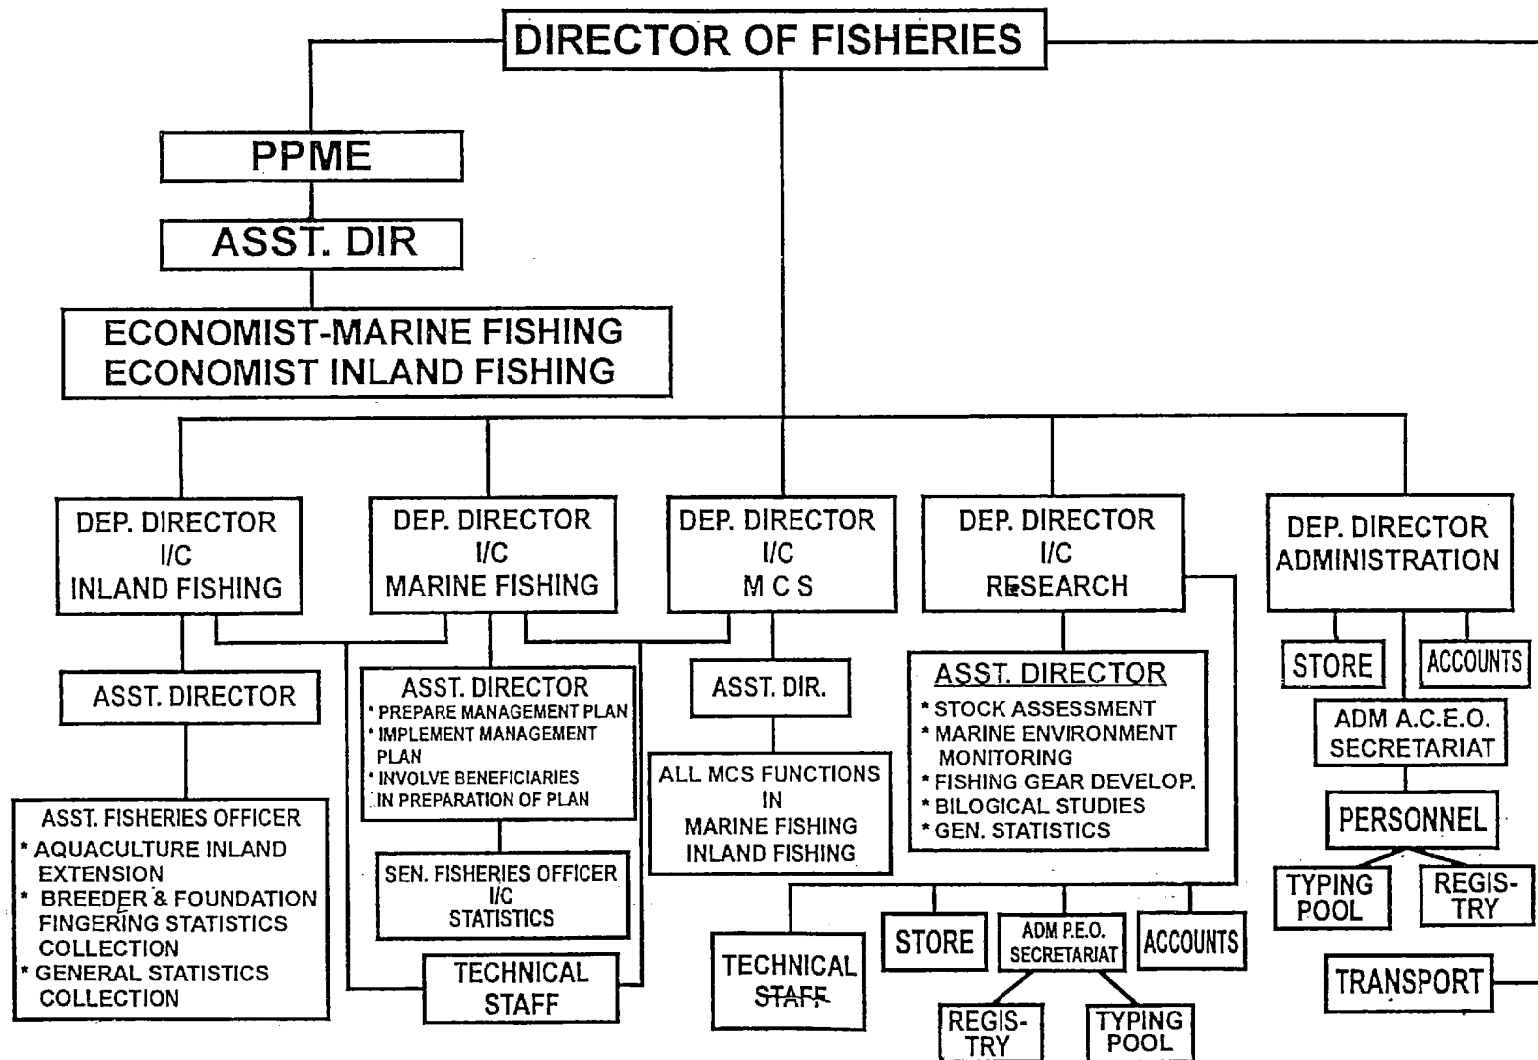 DIRECTOR OF FISHERIES
PPME
ASST. DIR
ECONOMIST-MARINE FISHING
ECONOMIST INLAND FISHING
DEP. DIRECTOR
I/C
INLAND FISHING
DEP. DIRECTOR
I/C
MARINE FISHING
DEP. DIRECTOR
I/C
M C S
DEP. DIRECTOR
I/C
RESEARCH
DEP. DIRECTOR
ADMINISTRATION
ASST. DIRECTOR
ASST. FISHERIES OFFICER
* AQUACULTURE INLAND
EXTENSION
* BREEDER & FOUNDATION
FINGERING STATISTICS
COLLECTION
* GENERAL STATISTICS
COLLECTION
ASST. DIRECTOR
* PREPARE MANAGEMENT PLAN
* IMPLEMENT MANAGEMENT
PLAN
* INVOLVE BENEFICIARIES
IN PREPARATION OF PLAN
SEN. FISHERIES OFFICER
I/C
STATISTICS
TECHNICAL
STAFF
ASST. DIR.
ALL MCS FUNCTIONS
IN
MARINE FISHING
INLAND FISHING
ASST. DIRECTOR
* STOCK ASSESSMENT
* MARINE ENVIRONMENT
MONITORING
* FISHING GEAR DEVELOP.
* BILOGICAL STUDIES
* GEN. STATISTICS
TECHNICAL
STAFF
STORE
ADM P.E.O.
SECRETARIAT
ACCOUNTS
REGIS-
TRY
TYPING
POOL
STORE
ACCOUNTS
ADM A.C.E.O.
SECRETARIAT
PERSONNEL
TYPING
POOL
REGIS-
TRY
TRANSPORT